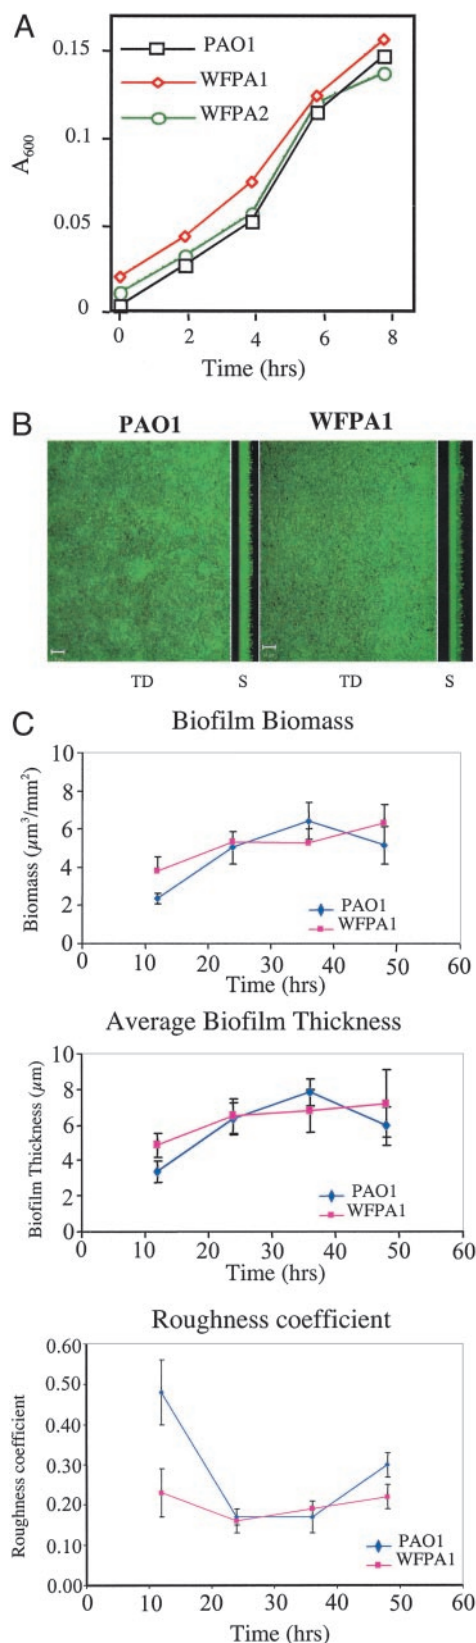 A
0.15
PAO1
WFPA1
WFPA2
A600
0.05
0
0 2 4 6 8
Time (hrs)
B
PAO1 WFPA1
TD S TD S
C
Biofilm Biomass
10
8
6
4
2
0
Biomass (µm³/mm²)
PAO1
WFPA1
0 10 20 30 40 50 60
Time (hrs)
Average Biofilm Thickness
10
8
6
4
2
0
Biofilm Thickness (µm)
PAO1
WFPA1
0 10 20 30 40 50 60
Time (hrs)
Roughness coefficient
0.60
0.50
0.40
0.30
0.20
0.10
0.00
Roughness coefficient
PAO1
WFPA1
0 10 20 30 40 50 60
Time (hrs)